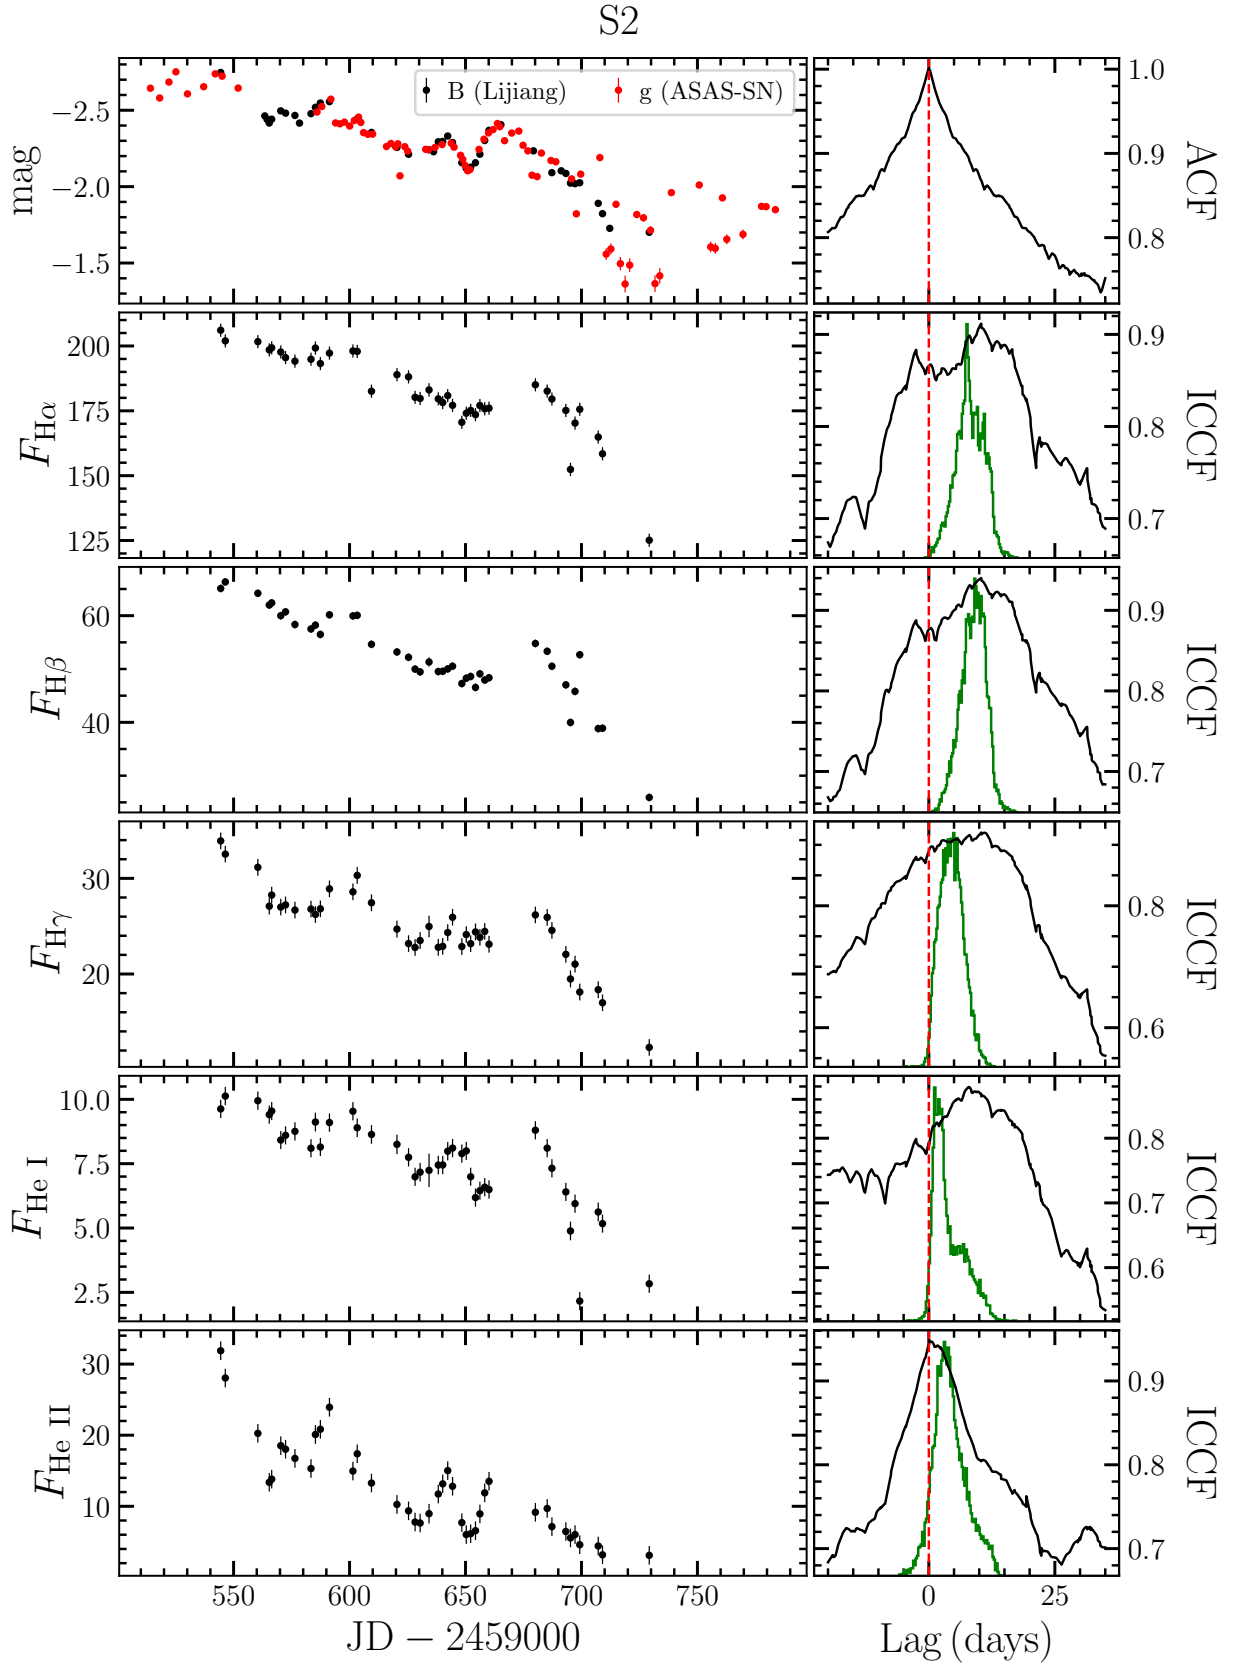 S2
B (Lijiang) g (ASAS-SN)
mag
−2.5
−2.0
−1.5
1.0
0.9
0.8
ACF
F_Hα
200
175
150
125
0.9
0.8
0.7
ICCF
F_Hβ
60
40
0.9
0.8
0.7
ICCF
F_Hγ
30
20
0.8
0.6
ICCF
F_He I
10.0
7.5
5.0
2.5
0.8
0.7
0.6
ICCF
F_He II
30
20
10
0.9
0.8
0.7
ICCF
550 600 650 700 750 0 25
JD − 2459000 Lag (days)